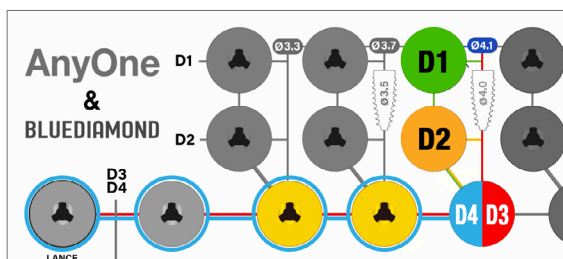 AnyOne
&
BLUEDIAMOND
D1
D2
Ø3.3
Ø3.7
D1
Ø4.1
Ø3.5
Ø4.0
D2
D3
D4
D4
D3
LANCE